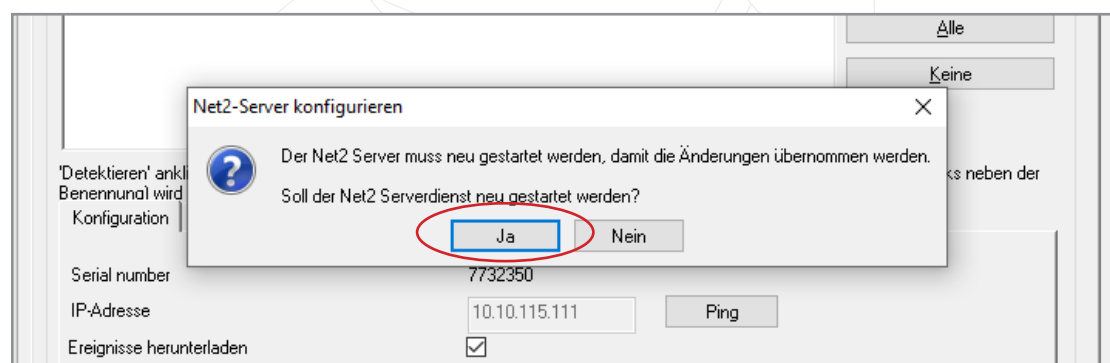 Alle
Keine
Net2-Server konfigurieren
Der Net2 Server muss neu gestartet werden, damit die Änderungen übernommen werden.
Soll der Net2 Serverdienst neu gestartet werden?
Ja
Nein
'Detektieren' ankli
ks neben der
Benennung) wird
Konfiguration
Serial number
7732350
IP-Adresse
10.10.115.111
Ping
Ereignisse herunterladen